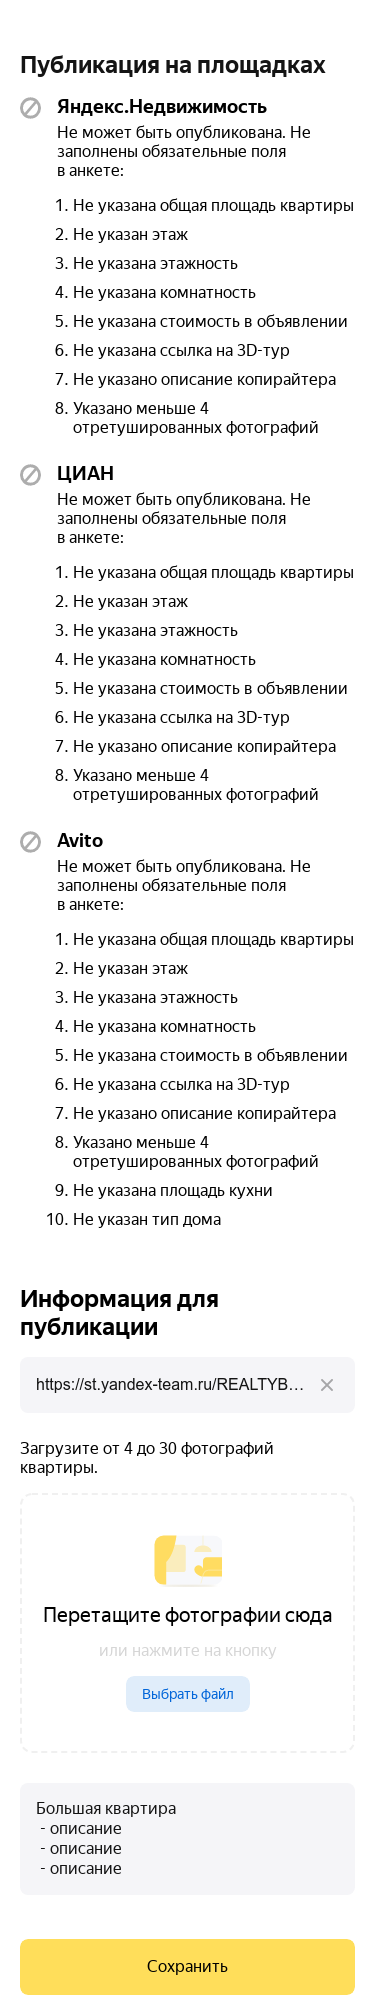 Публикация на площадках
Яндекс.Недвижимость
Не может быть опубликована. Не
заполнены обязательные поля
в анкете:
1. Не указана общая площадь квартиры
2. Не указан этаж
3. Не указана этажность
4. Не указана комнатность
5. Не указана стоимость в объявлении
6. Не указана ссылка на 3D-тур
7. Не указано описание копирайтера
8. Указано меньше 4
отретушированных фотографий
ЦИАН
Не может быть опубликована. Не
заполнены обязательные поля
в анкете:
1. Не указана общая площадь квартиры
2. Не указан этаж
3. Не указана этажность
4. Не указана комнатность
5. Не указана стоимость в объявлении
6. Не указана ссылка на 3D-тур
7. Не указано описание копирайтера
8. Указано меньше 4
отретушированных фотографий
Avito
Не может быть опубликована. Не
заполнены обязательные поля
в анкете:
1. Не указана общая площадь квартиры
2. Не указан этаж
3. Не указана этажность
4. Не указана комнатность
5. Не указана стоимость в объявлении
6. Не указана ссылка на 3D-тур
7. Не указано описание копирайтера
8. Указано меньше 4
отретушированных фотографий
9. Не указана площадь кухни
10. Не указан тип дома
Информация для
публикации
https://st.yandex-team.ru/REALTYB...
Загрузите от 4 до 30 фотографий
квартиры.
Перетащите фотографии сюда
или нажмите на кнопку
Выбрать файл
Большая квартира
- описание
- описание
- описание
Сохранить